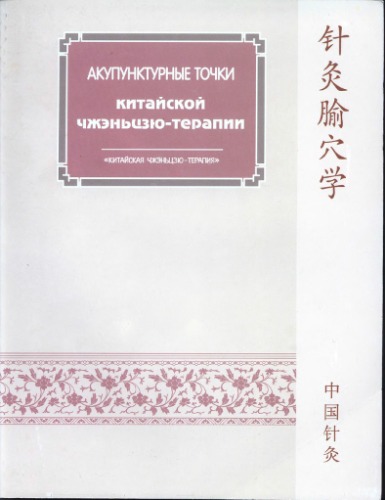 АКУПУНКТУРНЫЕ ТОЧКИ
КИТАЙСКОЙ
ЧЖЭНЬЦЗЮ-ТЕРАПИИ
«КИТАЙСКАЯ ЧЖЭНЬЦЗЮ-ТЕРАПИЯ»
针灸腧穴学
中国针灸